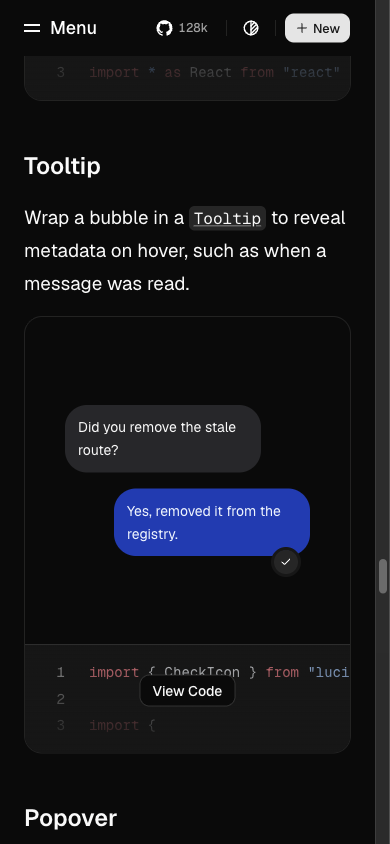 Menu
128k
+ New
3 import * as React from "react"
Tooltip
Wrap a bubble in a Tooltip to reveal
metadata on hover, such as when a
message was read.
Did you remove the stale
route?
Yes, removed it from the
registry.
1 import { CheckIcon } from "luci
2
View Code
3 import {
Popover